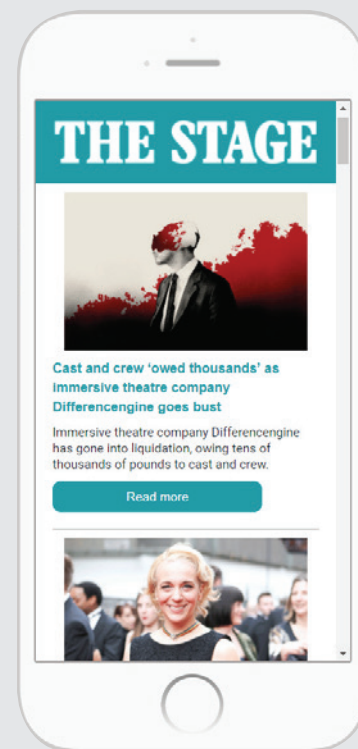 THE STAGE
Cast and crew ‘owed thousands’ as
immersive theatre company
Differencengine goes bust
Immersive theatre company Differencengine
has gone into liquidation, owing tens of
thousands of pounds to cast and crew.
Read more